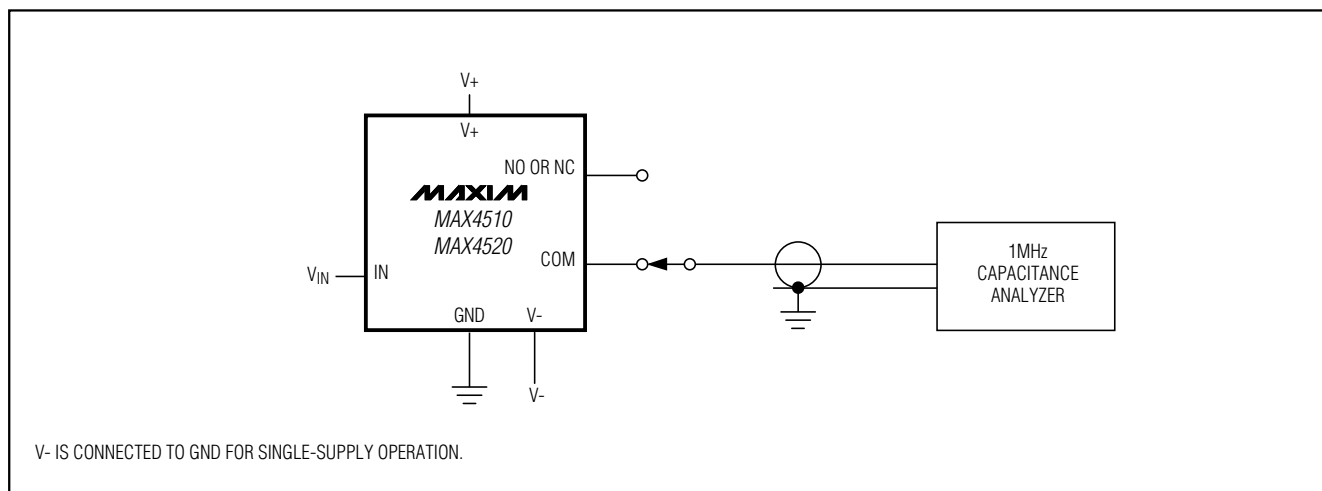 V+
V+
NO OR NC
MAXIM
MAX4510
MAX4520
COM
VIN
IN
GND
V-
V-
1MHz
CAPACITANCE
ANALYZER
V- IS CONNECTED TO GND FOR SINGLE-SUPPLY OPERATION.